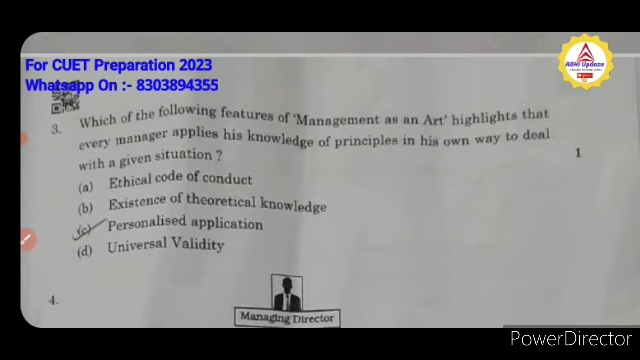 For CUET Preparation 2023
Whatsapp On :- 8303894355
ABHI Update
3. Which of the following features of 'Management as an Art' highlights that
every manager applies his knowledge of principles in his own way to deal
with a given situation ?
1
(a) Ethical code of conduct
(b) Existence of theoretical knowledge
(c) Personalised application
(d) Universal Validity
4.
Managing Director
PowerDirector